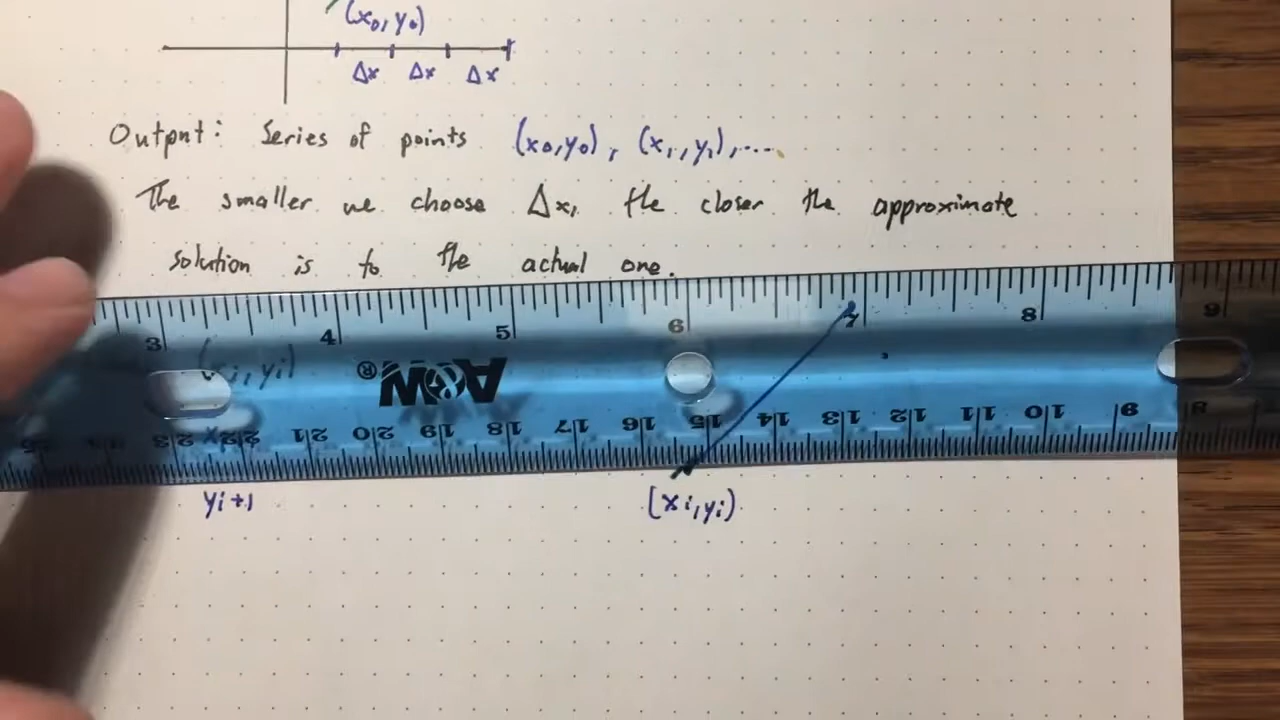 (x₀, y₀)
Δx Δx Δx
Output: Series of points (x₀, y₀), (x₁, y₁), ....
The smaller we choose Δx, the closer the approximate
solution is to the actual one.
3 4 5 6 7 8 9
(xi, yi)
A&W®
23 22 21 20 19 18 17 16 15 14 13 12 11 10 9 8
yi+1 (xi, yi)